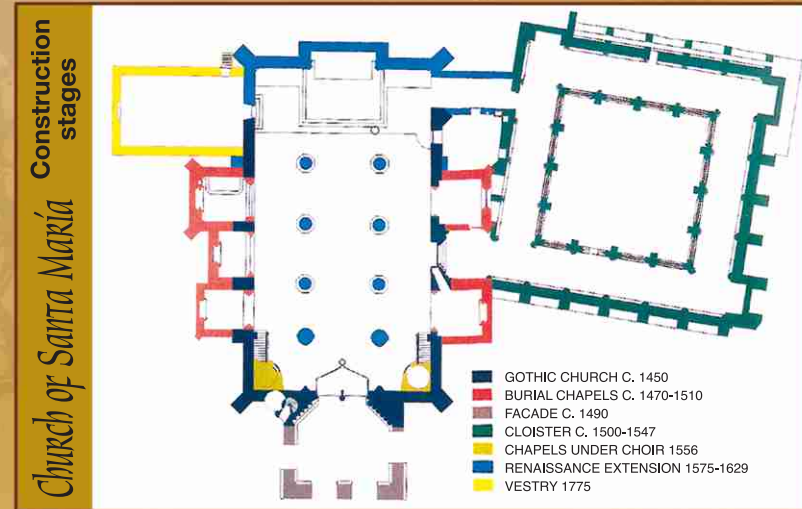 Church of Santa María Construction
stages
GOTHIC CHURCH C. 1450
BURIAL CHAPELS C. 1470-1510
FACADE C. 1490
CLOISTER C. 1500-1547
CHAPELS UNDER CHOIR 1556
RENAISSANCE EXTENSION 1575-1629
VESTRY 1775